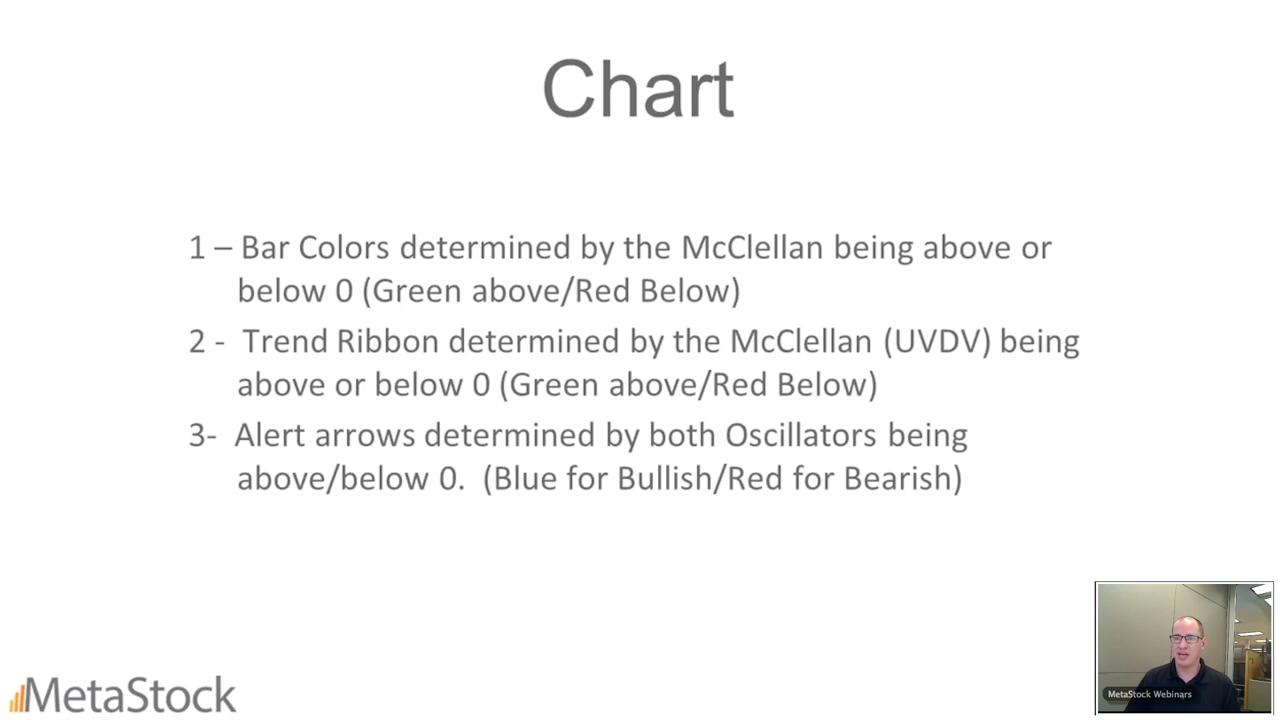 Chart
1 – Bar Colors determined by the McClellan being above or
below 0 (Green above/Red Below)
2 -  Trend Ribbon determined by the McClellan (UVDV) being
above or below 0 (Green above/Red Below)
3-  Alert arrows determined by both Oscillators being
above/below 0.  (Blue for Bullish/Red for Bearish)
MetaStock
MetaStock Webinars